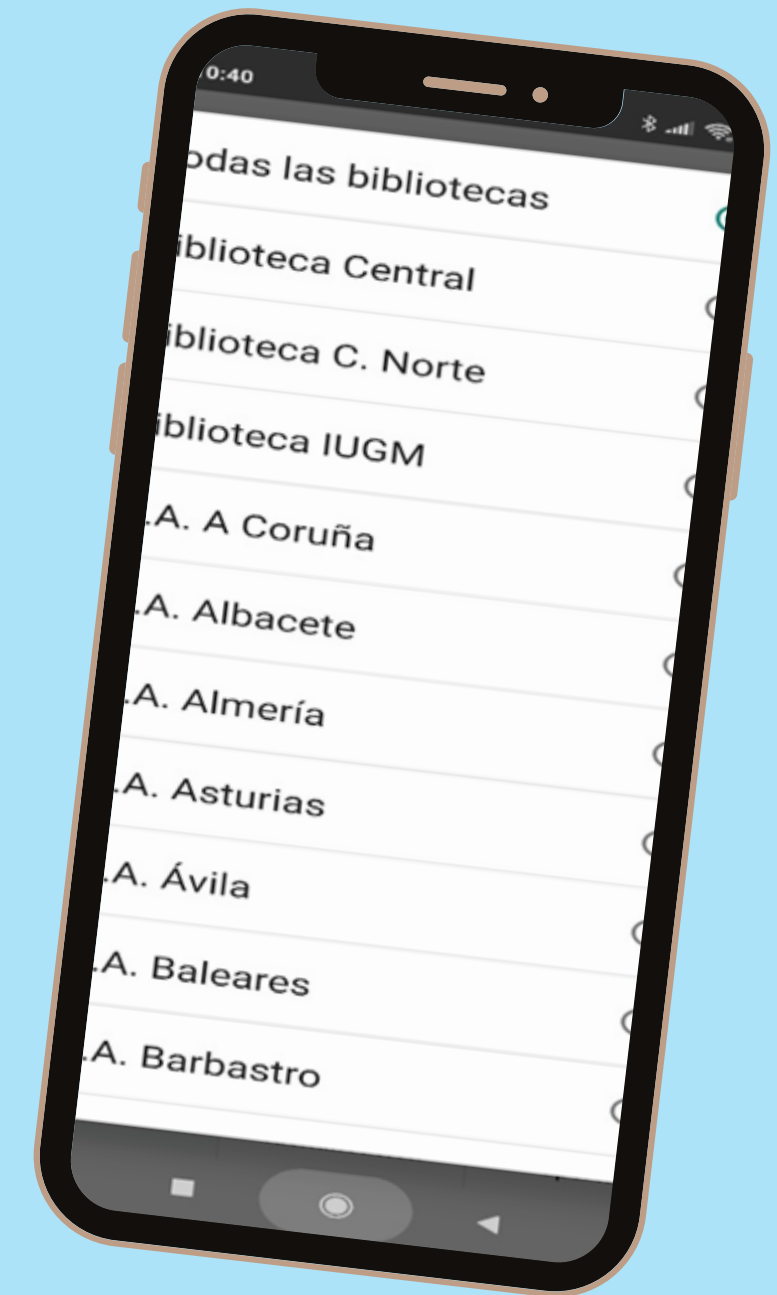 0:40
odas las bibliotecas
iblioteca Central
iblioteca C. Norte
iblioteca IUGM
.A. A Coruña
.A. Albacete
.A. Almería
.A. Asturias
.A. Ávila
.A. Baleares
.A. Barbastro